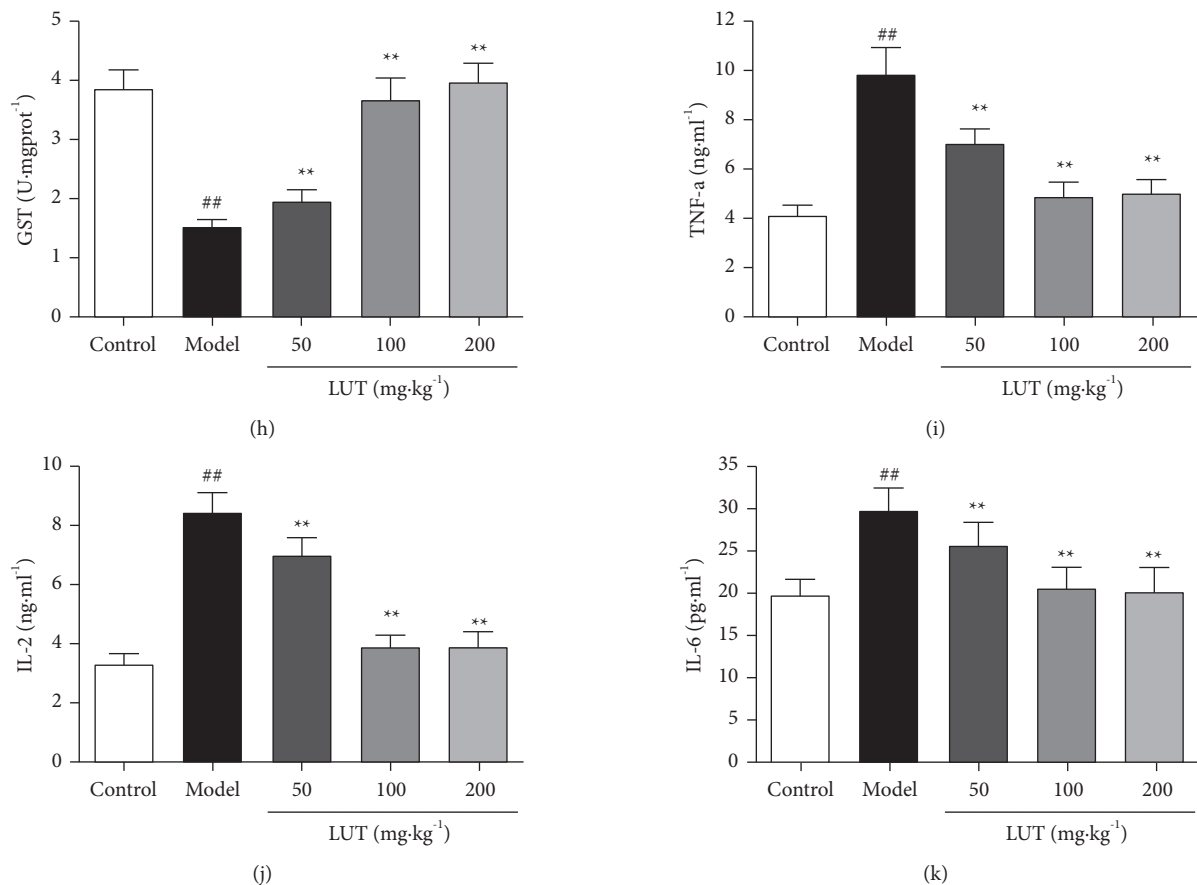 5
4
3
2
1
0
GST (U·mgprot⁻¹)
##
**
**
**
Control Model 50 100 200
LUT (mg·kg⁻¹)
(h)
12
10
8
6
4
2
0
TNF-a (ng·ml⁻¹)
##
**
**
**
Control Model 50 100 200
LUT (mg·kg⁻¹)
(i)
10
8
6
4
2
0
IL-2 (ng·ml⁻¹)
##
**
**
**
Control Model 50 100 200
LUT (mg·kg⁻¹)
(j)
35
30
25
20
15
10
5
0
IL-6 (pg·ml⁻¹)
##
**
**
**
Control Model 50 100 200
LUT (mg·kg⁻¹)
(k)